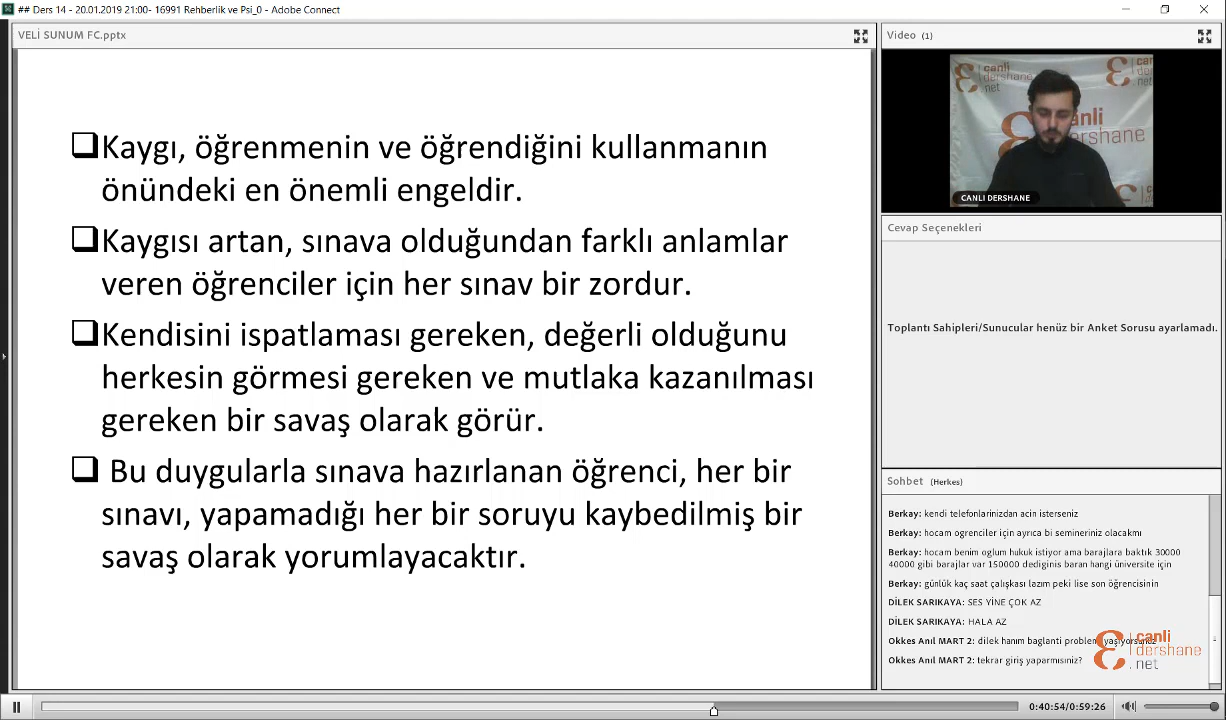 ## Ders 14 - 20.01.2019 21:00- 16991 Rehberlik ve Psi_0 - Adobe Connect
VELİ SUNUM FC.pptx
Kaygı, öğrenmenin ve öğrendiğini kullanmanın
önündeki en önemli engeldir.
Kaygısı artan, sınava olduğundan farklı anlamlar
veren öğrenciler için her sınav bir zordur.
Kendisini ispatlaması gereken, değerli olduğunu
herkesin görmesi gereken ve mutlaka kazanılması
gereken bir savaş olarak görür.
Bu duygularla sınava hazırlanan öğrenci, her bir
sınavı, yapamadığı her bir soruyu kaybedilmiş bir
savaş olarak yorumlayacaktır.
Video (1)
canli
dershane
.net
canli
dershane
CANLI DERSHANE
Cevap Seçenekleri
Toplantı Sahipleri/Sunucular henüz bir Anket Sorusu ayarlamadı.
Sohbet (Herkes)
Berkay: kendi telefonlarinizdan acin isterseniz
Berkay: hocam ogrenciler için ayrıca bi semineriniz olacakmı
Berkay: hocam benim oglum hukuk istiyor ama barajlara baktık 30000
40000 gibi barajlar var 150000 dediginis baran hangi üniversite için
Berkay: günlük kaç saat çalışkası lazım peki lise son öğrencisinin
DİLEK SARIKAYA: SES YİNE ÇOK AZ
DİLEK SARIKAYA: HALA AZ
Okkes Anıl MART 2: dilek hanım baglanti problemi yaşıyorsunuz
Okkes Anıl MART 2: tekrar giriş yaparmısınız?
canli
dershane
.net
0:40:54/0:59:26